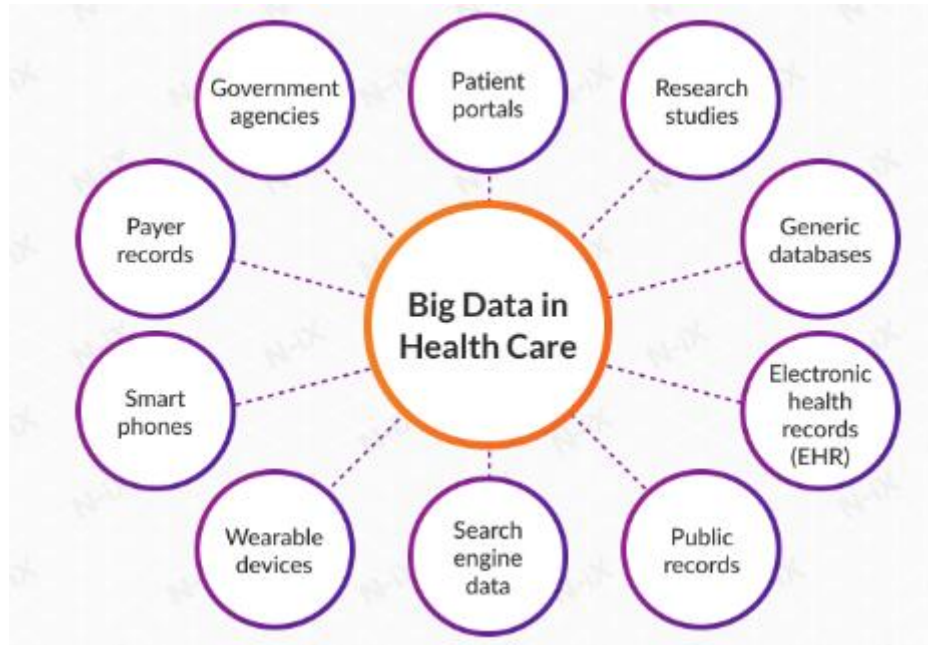 Government
agencies
Patient
portals
Research
studies
Payer
records
Generic
databases
Big Data in
Health Care
Smart
phones
Electronic
health
records
(EHR)
Wearable
devices
Search
engine
data
Public
records
N-iX